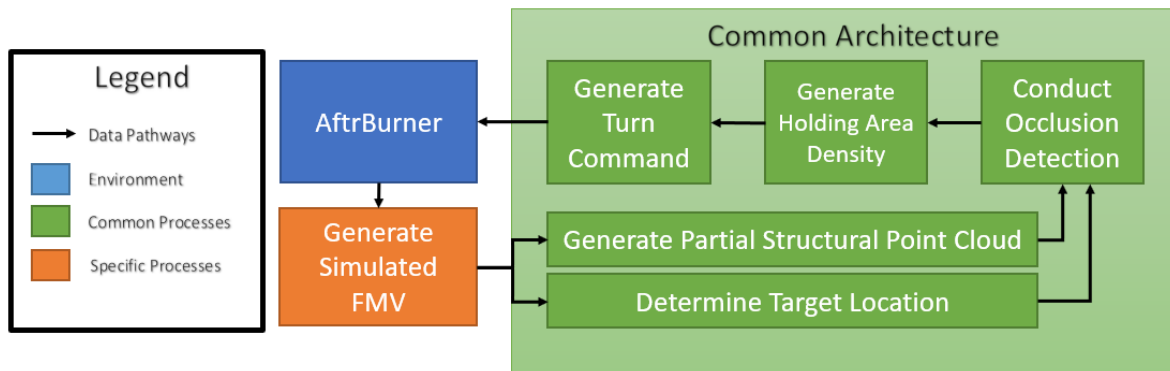 Legend
Data Pathways
Environment
Common Processes
Specific Processes
AftrBurner
Generate
Simulated
FMV
Common Architecture
Generate
Turn
Command
Generate
Holding Area
Density
Conduct
Occlusion
Detection
Generate Partial Structural Point Cloud
Determine Target Location